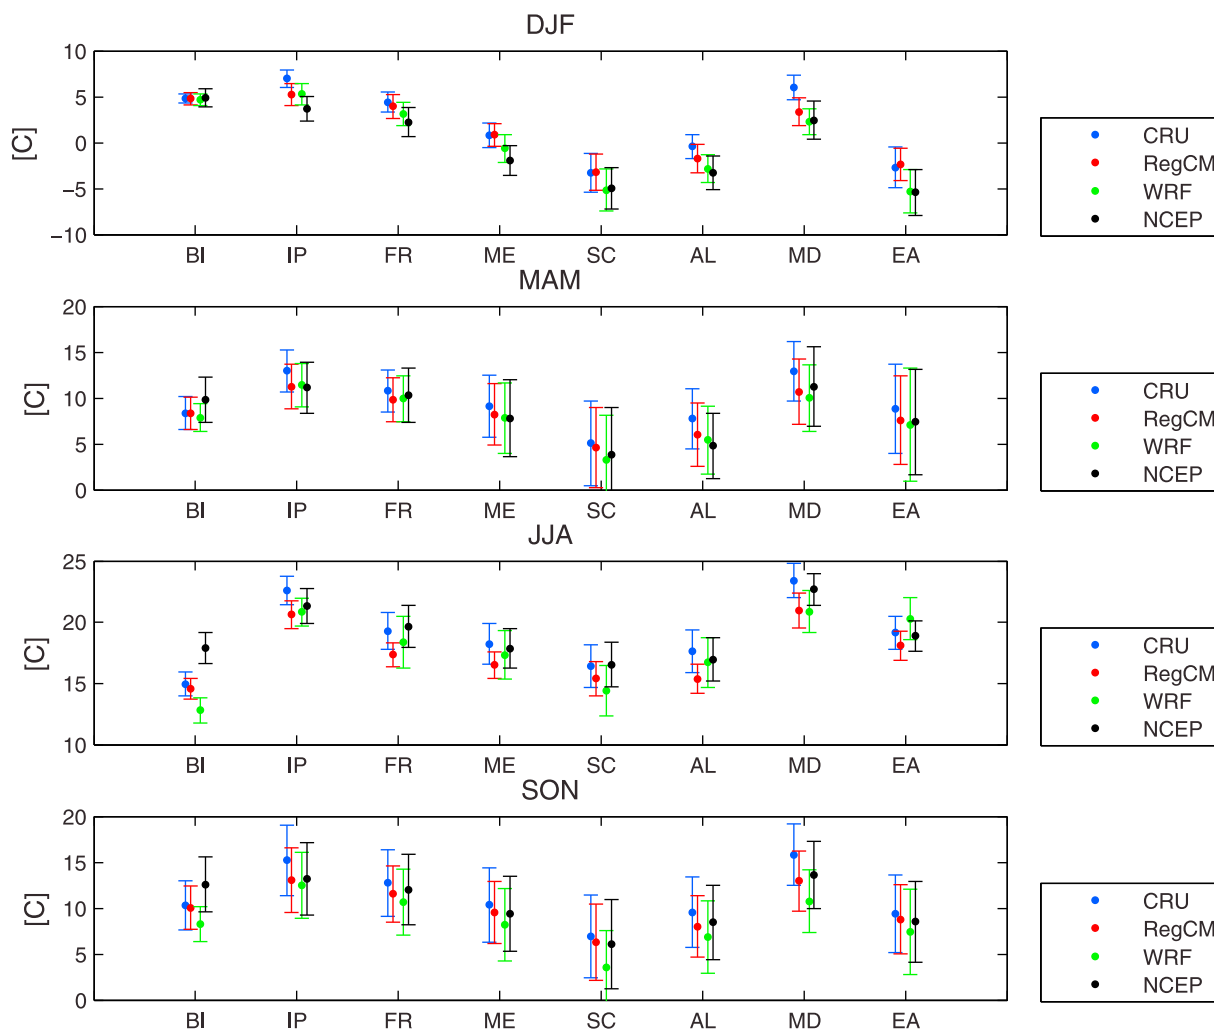 DJF
10
5
0
−5
−10
[C]
BI IP FR ME SC AL MD EA
CRU
RegCM
WRF
NCEP
MAM
20
15
10
5
0
[C]
BI IP FR ME SC AL MD EA
CRU
RegCM
WRF
NCEP
JJA
25
20
15
10
[C]
BI IP FR ME SC AL MD EA
CRU
RegCM
WRF
NCEP
SON
20
15
10
5
0
[C]
BI IP FR ME SC AL MD EA
CRU
RegCM
WRF
NCEP